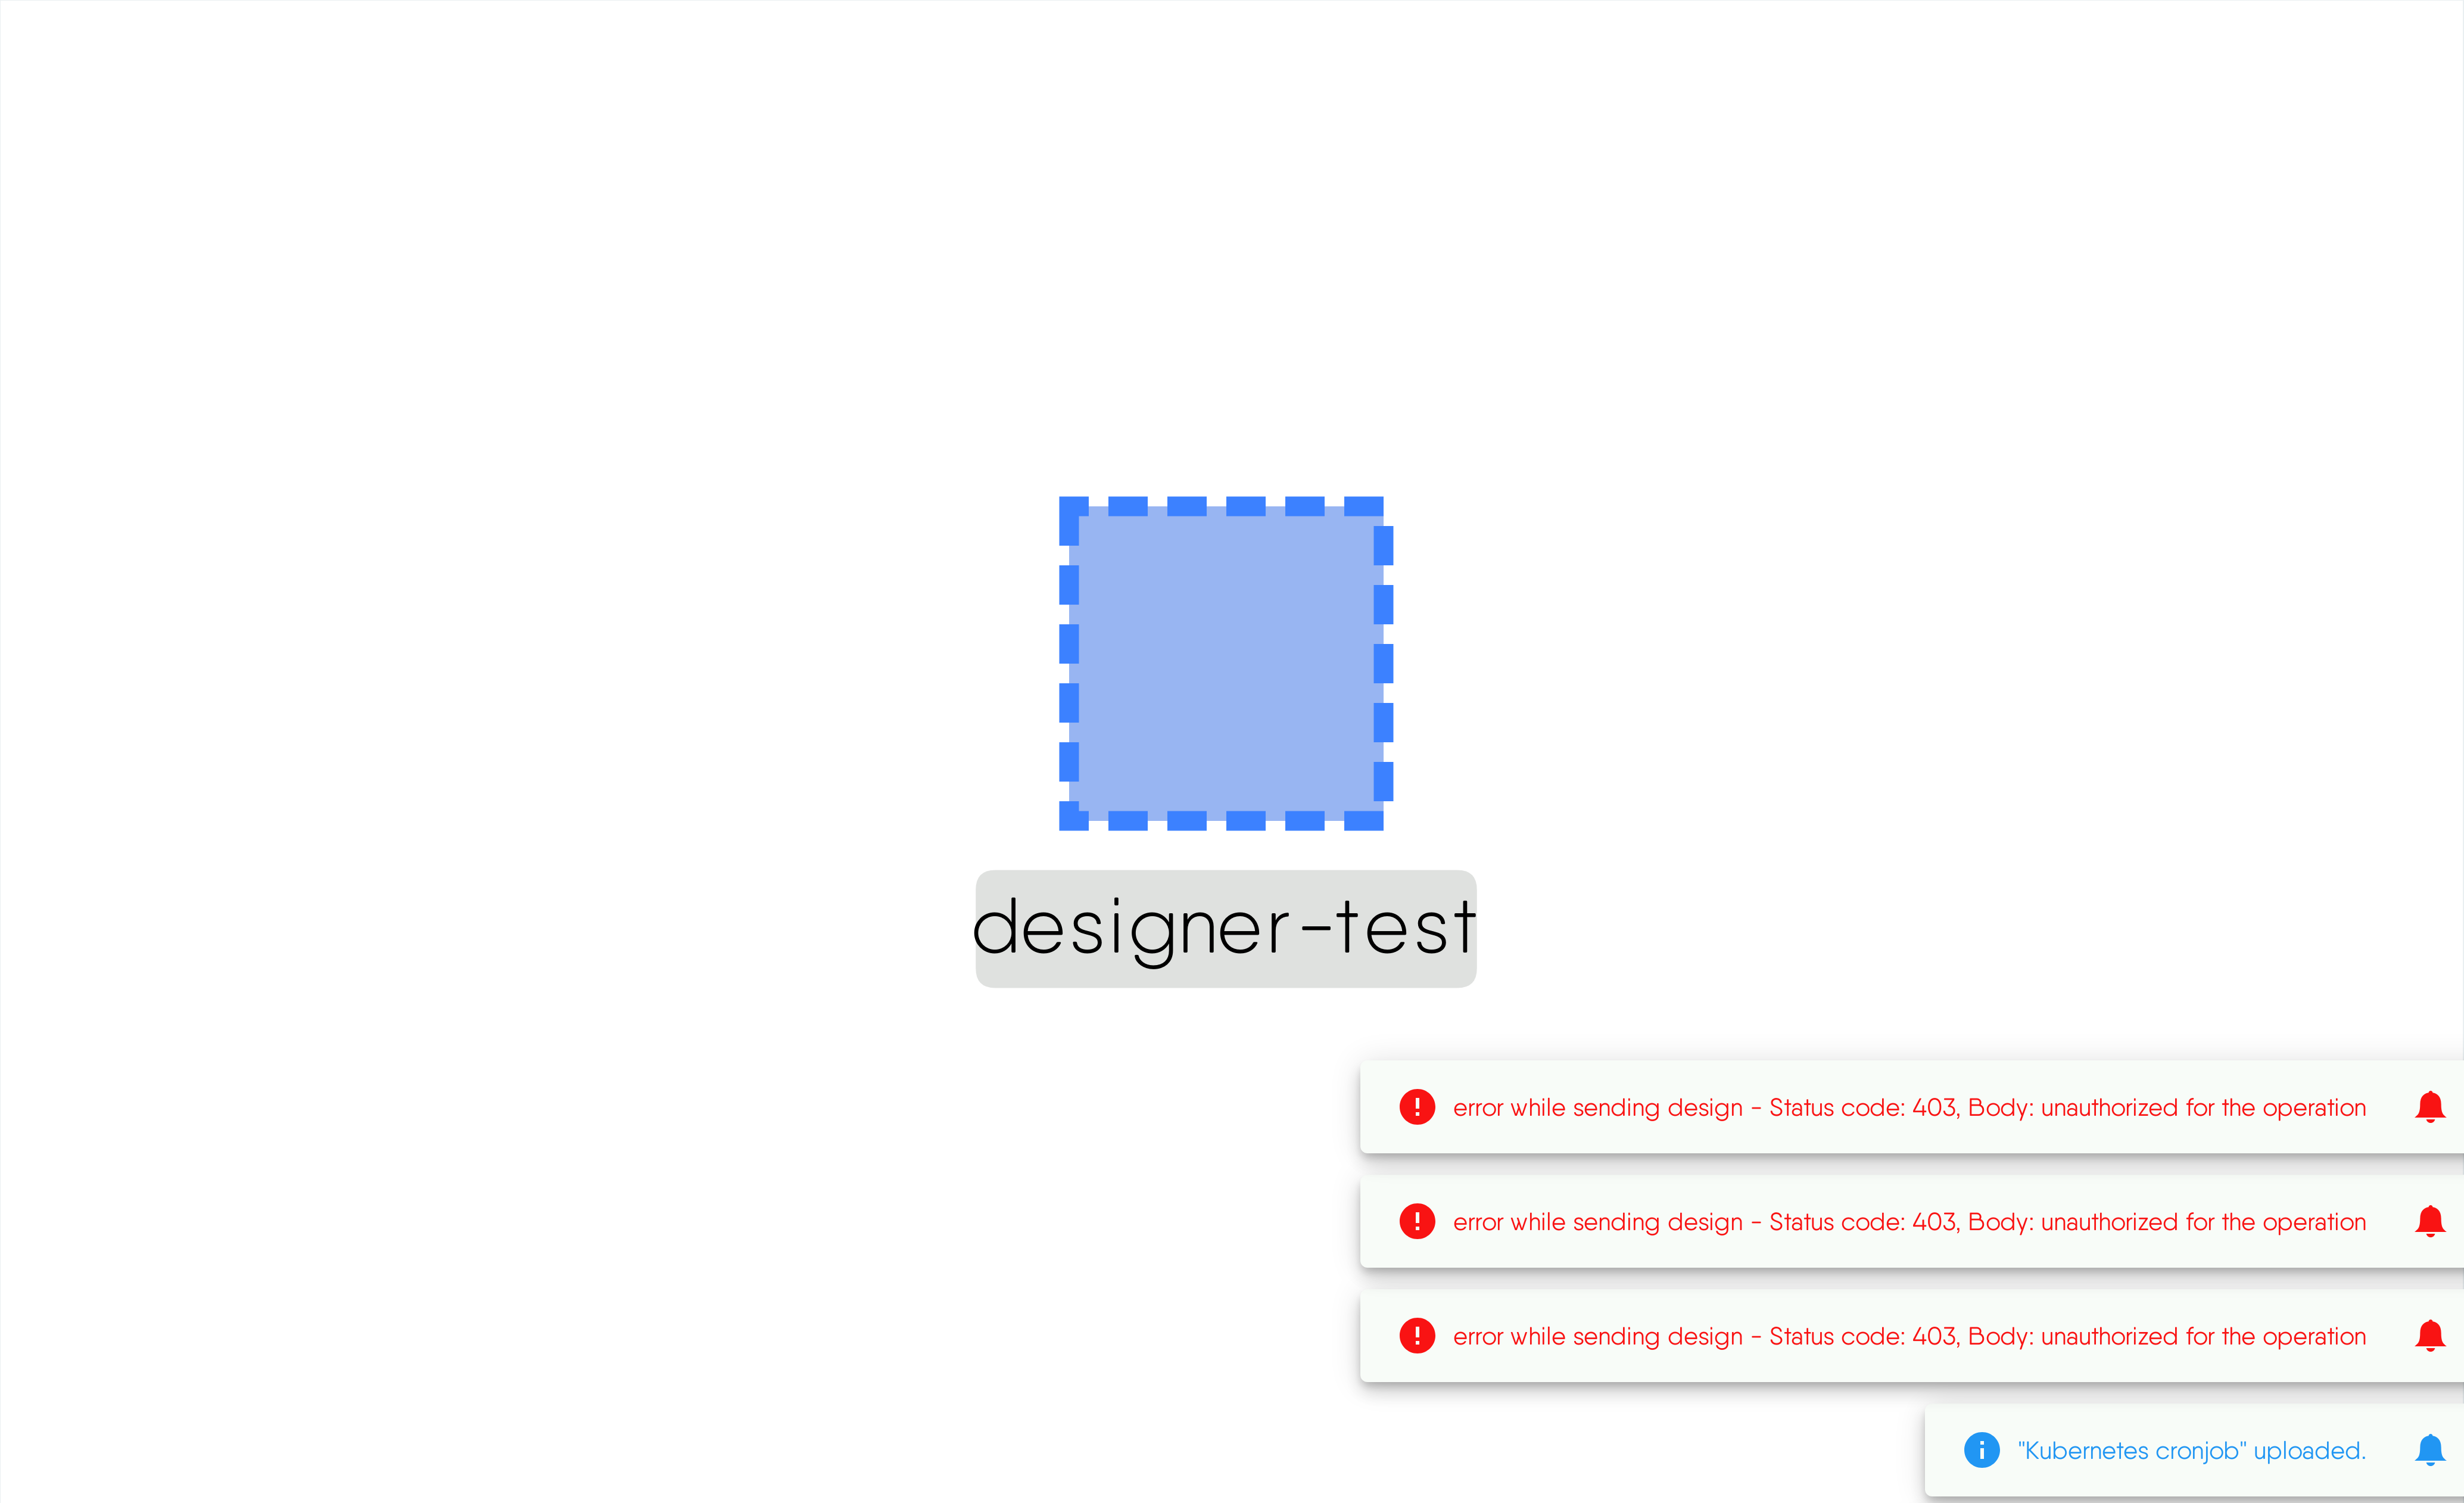 designer-test
error while sending design - Status code: 403, Body: unauthorized for the operation
error while sending design - Status code: 403, Body: unauthorized for the operation
error while sending design - Status code: 403, Body: unauthorized for the operation
"Kubernetes cronjob" uploaded.